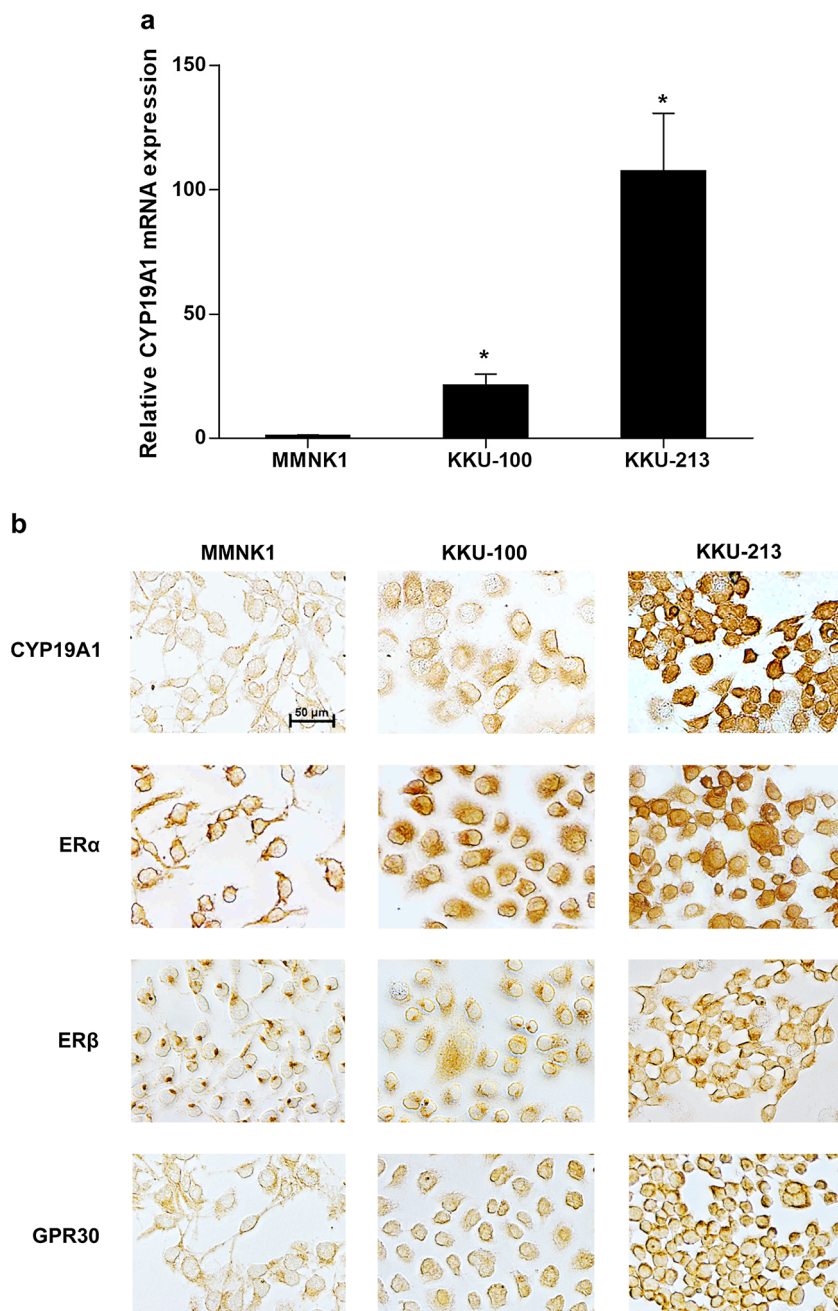 a
Relative CYP19A1 mRNA expression
150
100
50
0
*
*
MMNK1 KKU-100 KKU-213
b
MMNK1 KKU-100 KKU-213
CYP19A1
50 µm
ERα
ERβ
GPR30